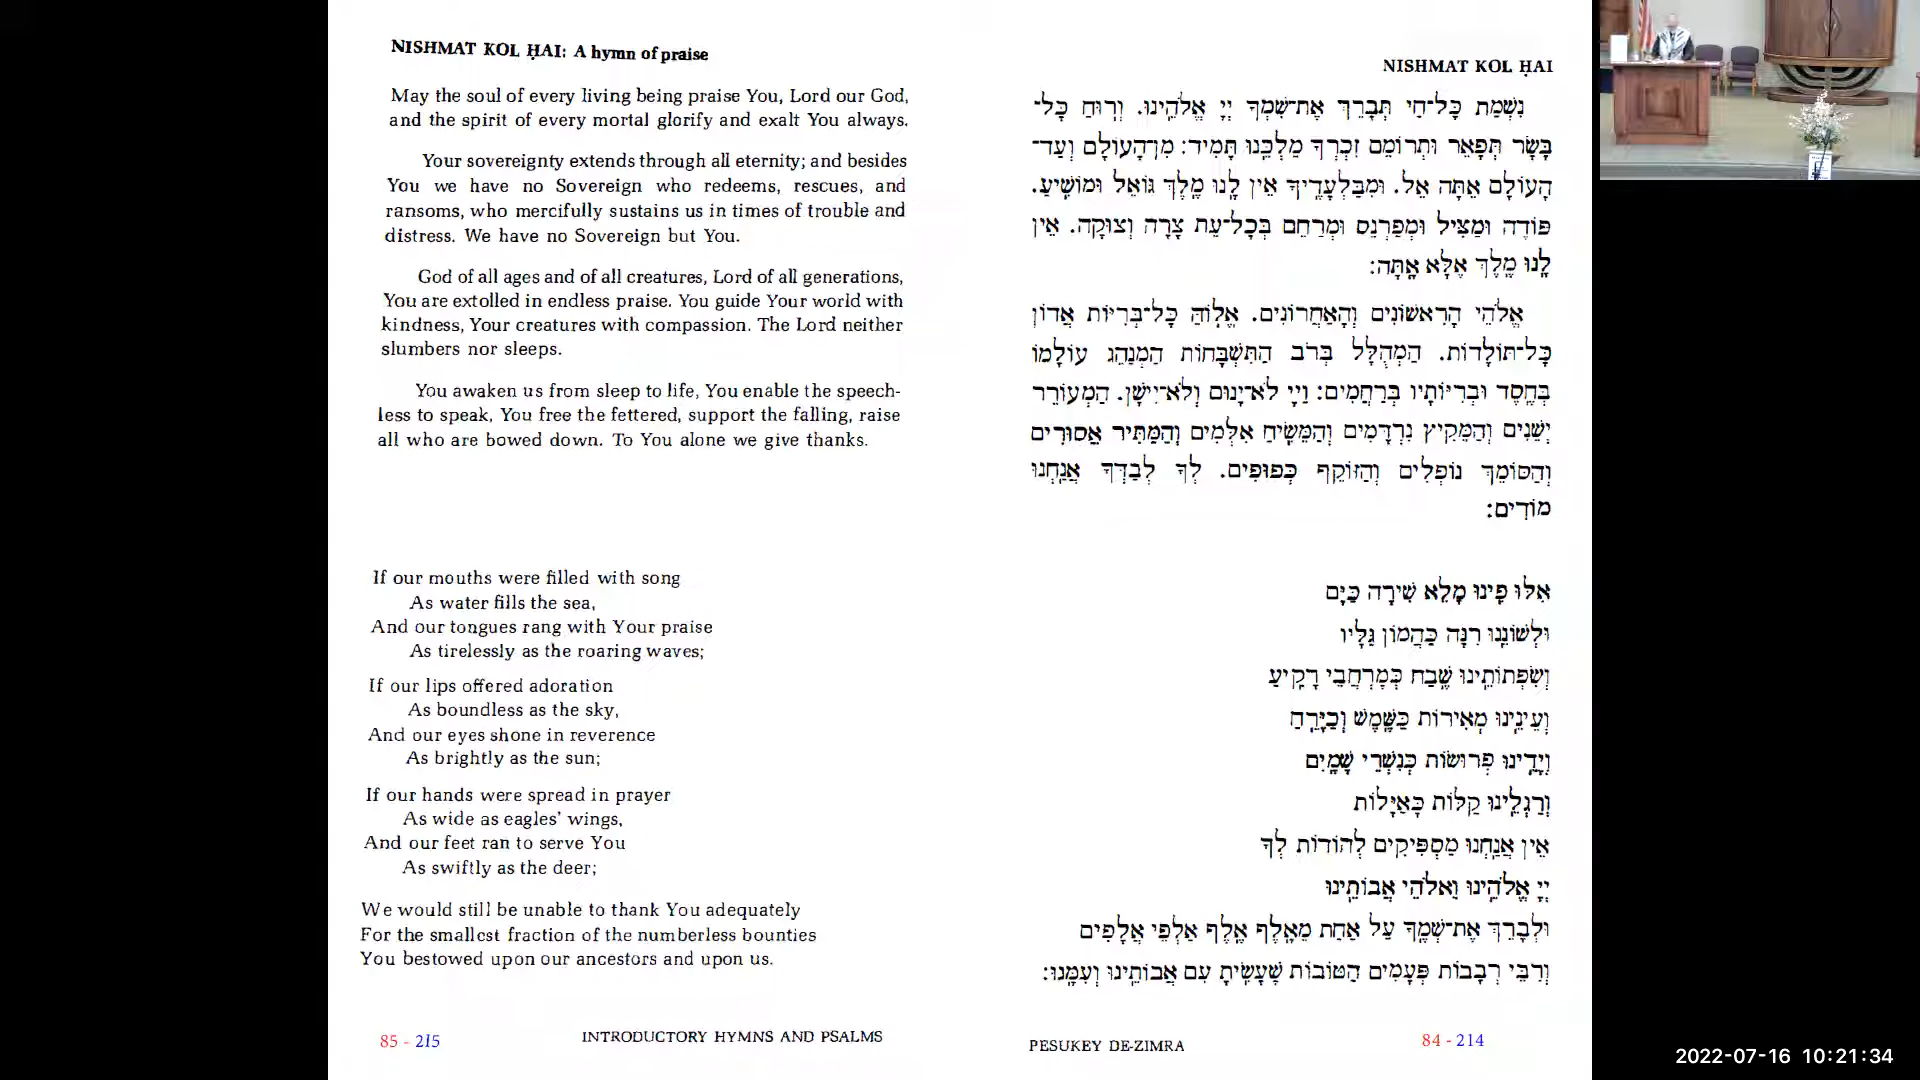 NISHMAT KOL ḤAI: A hymn of praise
May the soul of every living being praise You, Lord our God,
and the spirit of every mortal glorify and exalt You always.
Your sovereignty extends through all eternity; and besides
You we have no Sovereign who redeems, rescues, and
ransoms, who mercifully sustains us in times of trouble and
distress. We have no Sovereign but You.
God of all ages and of all creatures, Lord of all generations,
You are extolled in endless praise. You guide Your world with
kindness, Your creatures with compassion. The Lord neither
slumbers nor sleeps.
You awaken us from sleep to life, You enable the speech-
less to speak, You free the fettered, support the falling, raise
all who are bowed down. To You alone we give thanks.
If our mouths were filled with song
As water fills the sea,
And our tongues rang with Your praise
As tirelessly as the roaring waves;
If our lips offered adoration
As boundless as the sky,
And our eyes shone in reverence
As brightly as the sun;
If our hands were spread in prayer
As wide as eagles' wings,
And our feet ran to serve You
As swiftly as the deer;
We would still be unable to thank You adequately
For the smallest fraction of the numberless bounties
You bestowed upon our ancestors and upon us.
85 - 215
INTRODUCTORY HYMNS AND PSALMS
NISHMAT KOL ḤAI
נִשְׁמַת כָּל־חַי תְּבָרֵךְ אֶת־שִׁמְךָ יְיָ אֱלֹהֵינוּ. וְרוּחַ כָּל־
בָּשָׂר תְּפָאֵר וּתְרוֹמֵם זִכְרְךָ מַלְכֵּנוּ תָּמִיד: מִן־הָעוֹלָם וְעַד־
הָעוֹלָם אַתָּה אֵל. וּמִבַּלְעָדֶיךָ אֵין לָנוּ מֶלֶךְ גּוֹאֵל וּמוֹשִׁיעַ.
פּוֹדֶה וּמַצִּיל וּמְפַרְנֵס וּמְרַחֵם בְּכָל־עֵת צָרָה וְצוּקָה. אֵין
לָנוּ מֶלֶךְ אֶלָּא אָתָּה:
אֱלֹהֵי הָרִאשׁוֹנִים וְהָאַחֲרוֹנִים. אֱלוֹהַּ כָּל־בְּרִיּוֹת אֲדוֹן
כָּל־תּוֹלָדוֹת. הַמְהֻלָּל בְּרֹב הַתִּשְׁבָּחוֹת הַמְנַהֵג עוֹלָמוֹ
בְּחֶסֶד וּבְרִיּוֹתָיו בְּרַחֲמִים: וַיְיָ לֹא־יָנוּם וְלֹא־יִישָׁן. הַמְעוֹרֵר
יְשֵׁנִים וְהַמֵּקִיץ נִרְדָּמִים וְהַמֵּשִׂיחַ אִלְּמִים וְהַמַּתִּיר אֲסוּרִים
וְהַסּוֹמֵךְ נוֹפְלִים וְהַזּוֹקֵף כְּפוּפִים. לְךָ לְבַדְּךָ אֲנַחְנוּ
מוֹדִים:
אִלּוּ פִינוּ מָלֵא שִׁירָה כַּיָּם
וּלְשׁוֹנֵנוּ רִנָּה כַּהֲמוֹן גַּלָּיו
וְשִׂפְתוֹתֵינוּ שֶׁבַח כְּמֶרְחֲבֵי רָקִיעַ
וְעֵינֵינוּ מְאִירוֹת כַּשֶּׁמֶשׁ וְכַיָּרֵחַ
וְיָדֵינוּ פְרוּשׂוֹת כְּנִשְׁרֵי שָׁמָיִם
וְרַגְלֵינוּ קַלּוֹת כָּאַיָּלוֹת
אֵין אֲנַחְנוּ מַסְפִּיקִים לְהוֹדוֹת לְךָ
יְיָ אֱלֹהֵינוּ וֵאלֹהֵי אֲבוֹתֵינוּ
וּלְבָרֵךְ אֶת־שְׁמֶךָ עַל אַחַת מֵאֶלֶף אֶלֶף אַלְפֵי אֲלָפִים
וְרִבֵּי רְבָבוֹת פְּעָמִים הַטּוֹבוֹת שֶׁעָשִׂיתָ עִם אֲבוֹתֵינוּ וְעִמָּנוּ:
PESUKEY DE-ZIMRA
84 - 214
2022-07-16 10:21:34